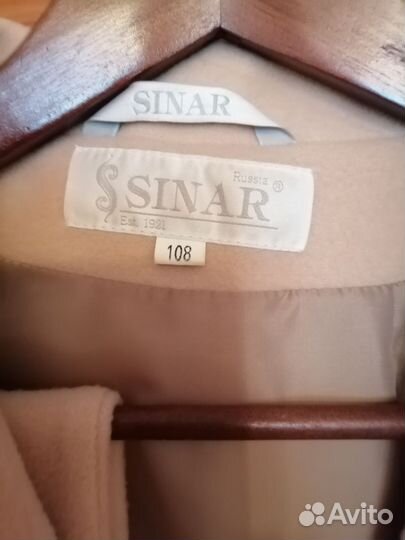 SINAR
Russia ®
SINAR
Est. 1921
108
Avito